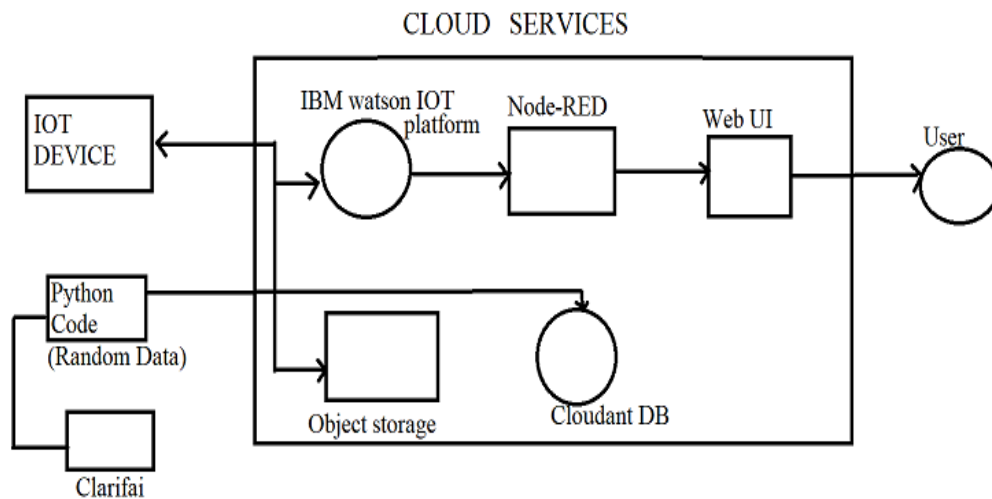 CLOUD SERVICES
IOT
DEVICE
IBM watson IOT
platform
Node-RED
Web UI
User
Python
Code
(Random Data)
Object storage
Cloudant DB
Clarifai